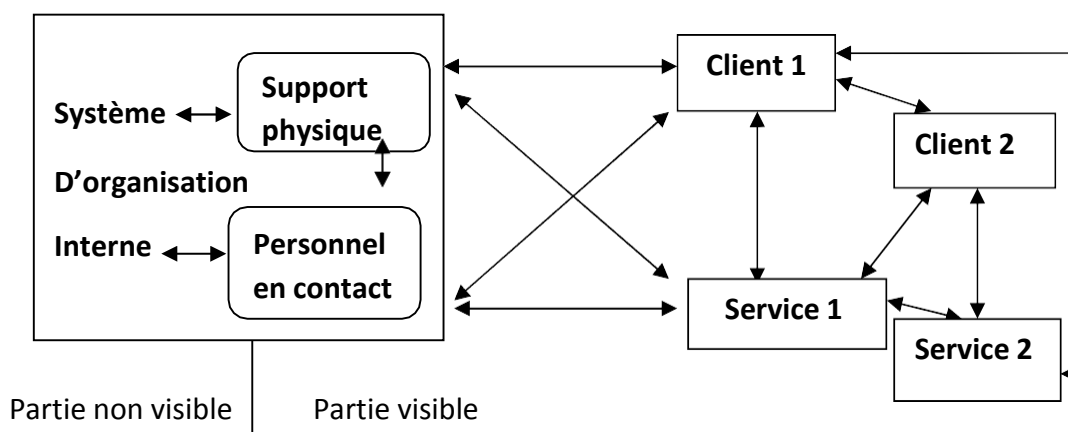 Système
Support
physique
D'organisation
Interne
Personnel
en contact
Client 1
Client 2
Service 1
Service 2
Partie non visible
Partie visible